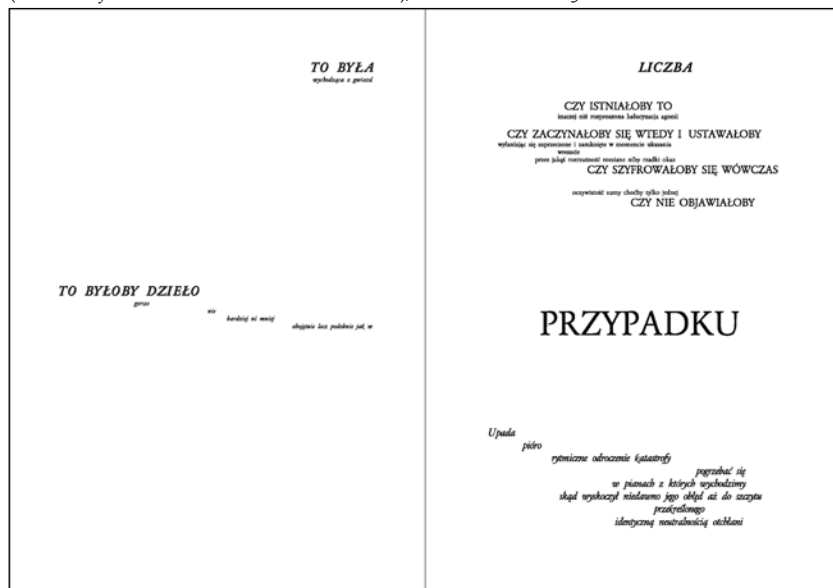 TO BYŁA
wychodząca z gwiazd
TO BYŁOBY DZIEŁO
gorsze
nie
bardziej ni mniej
obojętnie lecz podobnie jak w
LICZBA
CZY ISTNIAŁOBY TO
inaczej niż rozproszona halucynacja agonii
CZY ZACZYNAŁOBY SIĘ WTEDY I USTAWAŁOBY
wyłaniając się zaprzeczone i zamknięte w momencie ukazania
wreszcie
przez jakąś rozrzutność rozsiane niby rzadki okaz
CZY SZYFROWAŁOBY SIĘ WÓWCZAS
oczywistość sumy choćby tylko jednej
CZY NIE OBJAWIAŁOBY
PRZYPADKU
Upada
pióro
rytmiczne odroczenie katastrofy
pogrzebać się
w pianach z których wychodzimy
skąd wyskoczył niedawno jego obłęd aż do szczytu
przekreślonego
identyczną neutralnością otchłani